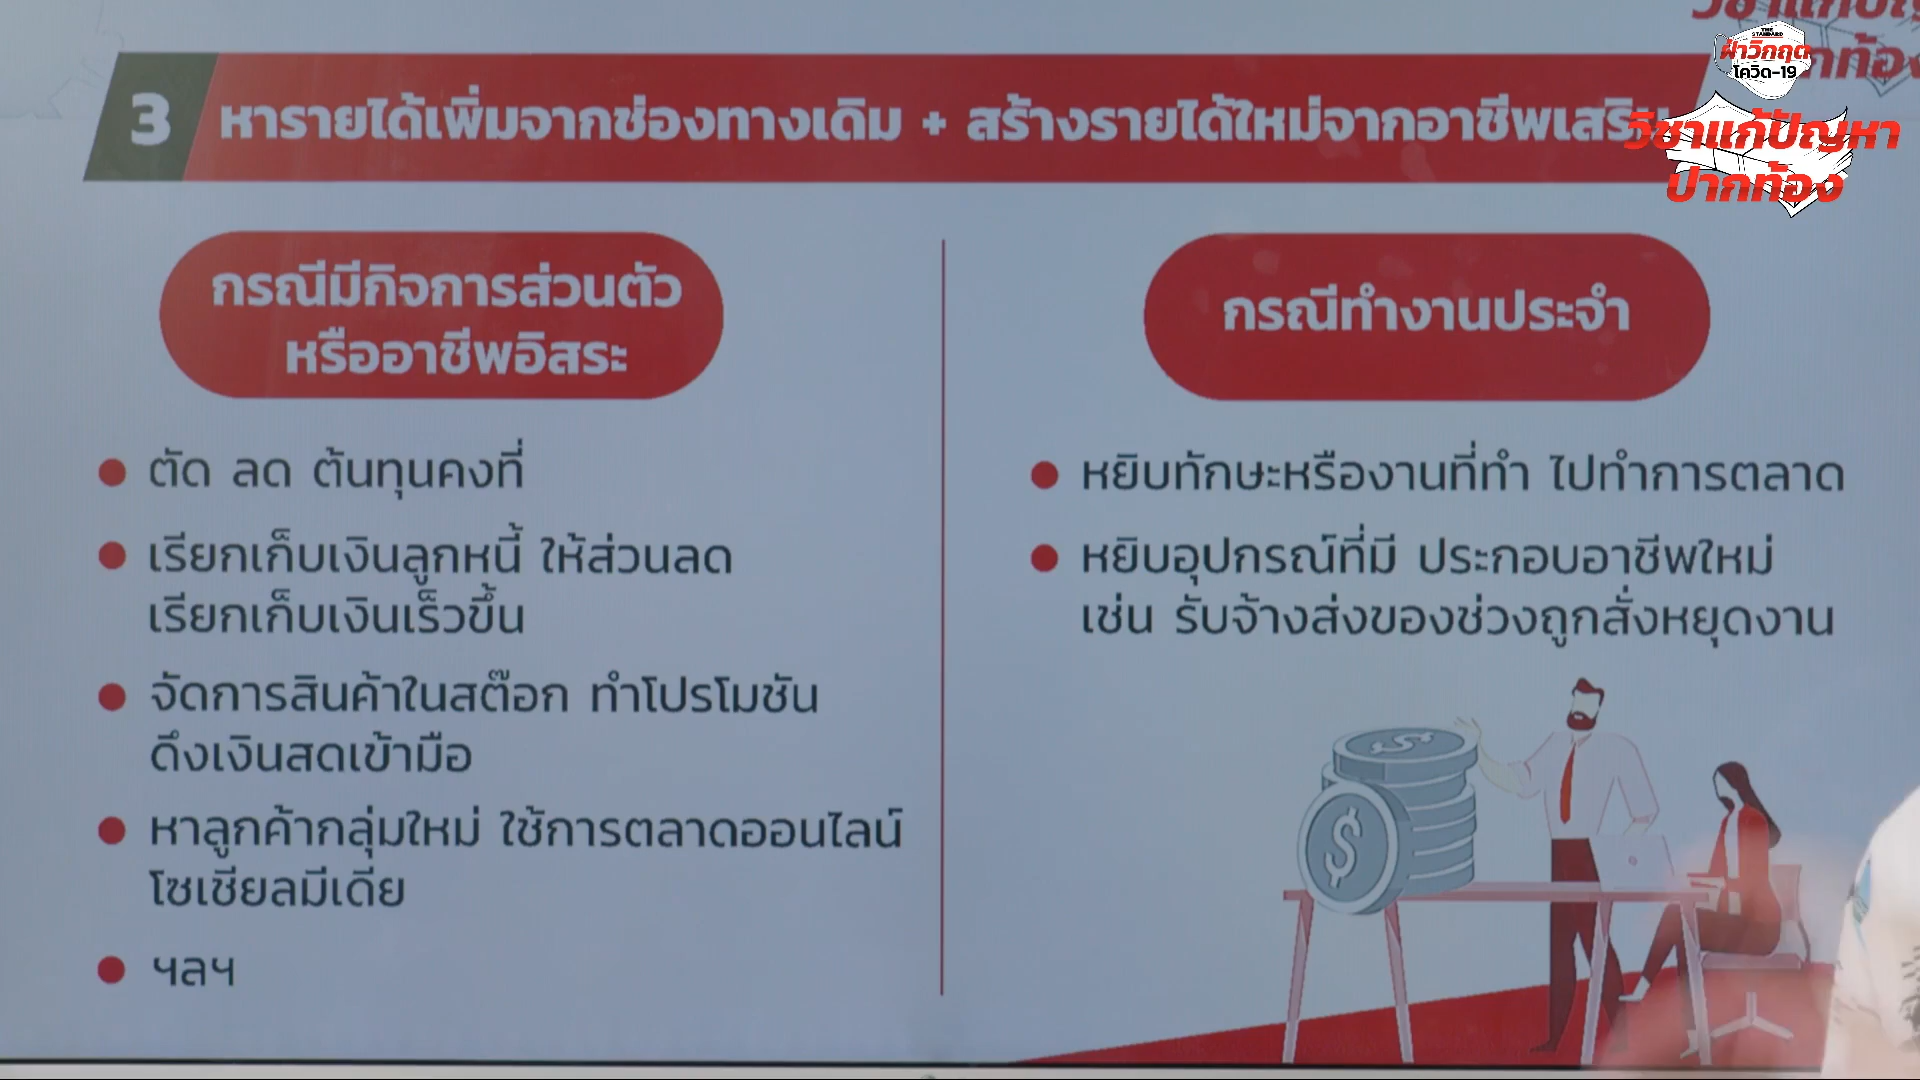 3 หารายได้เพิ่มจากช่องทางเดิม + สร้างรายได้ใหม่จากอาชีพเสริม
THE STANDARD
ฝ่าวิกฤต
โควิด-19
วิชาแก้ปัญหา
ปากท้อง
กรณีมีกิจการส่วนตัว
หรืออาชีพอิสระ
ตัด ลด ต้นทุนคงที่
เรียกเก็บเงินลูกหนี้ ให้ส่วนลด
เรียกเก็บเงินเร็วขึ้น
จัดการสินค้าในสต๊อก ทำโปรโมชัน
ดึงเงินสดเข้ามือ
หาลูกค้ากลุ่มใหม่ ใช้การตลาดออนไลน์
โซเชียลมีเดีย
ฯลฯ
กรณีทำงานประจำ
หยิบทักษะหรืองานที่ทำ ไปทำการตลาด
หยิบอุปกรณ์ที่มี ประกอบอาชีพใหม่
เช่น รับจ้างส่งของช่วงถูกสั่งหยุดงาน